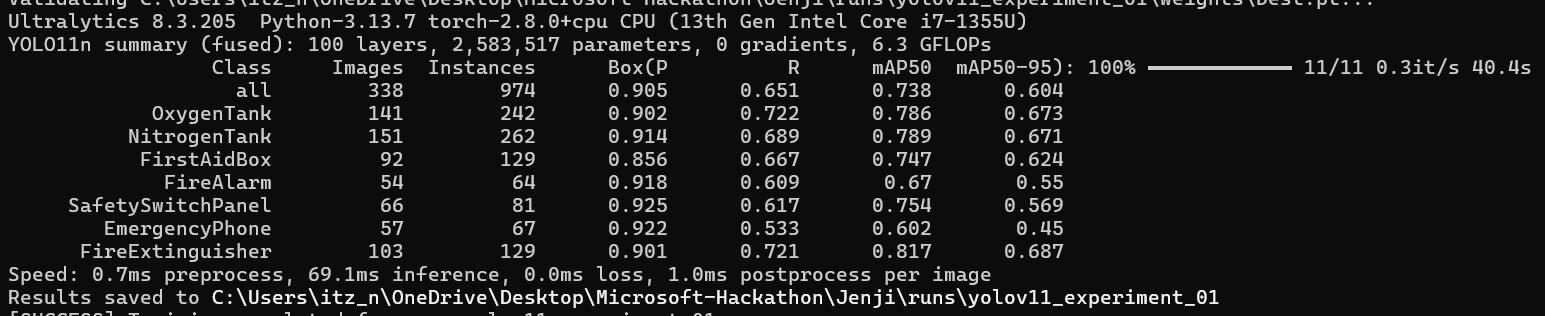 Validating C:\Users\itz_n\OneDrive\Desktop\Microsoft-Hackathon\Jenji\runs\yolov11_experiment_01\weights\best.pt...
Ultralytics 8.3.205  Python-3.13.7 torch-2.8.0+cpu CPU (13th Gen Intel Core i7-1355U)
YOLO11n summary (fused): 100 layers, 2,583,517 parameters, 0 gradients, 6.3 GFLOPs
Class Images Instances Box(P R mAP50 mAP50-95): 100% ━━━━━━━━━━━━ 11/11 0.3it/s 40.4s
all 338 974 0.905 0.651 0.738 0.604
OxygenTank 141 242 0.902 0.722 0.786 0.673
NitrogenTank 151 262 0.914 0.689 0.789 0.671
FirstAidBox 92 129 0.856 0.667 0.747 0.624
FireAlarm 54 64 0.918 0.609 0.67 0.55
SafetySwitchPanel 66 81 0.925 0.617 0.754 0.569
EmergencyPhone 57 67 0.922 0.533 0.602 0.45
FireExtinguisher 103 129 0.901 0.721 0.817 0.687
Speed: 0.7ms preprocess, 69.1ms inference, 0.0ms loss, 1.0ms postprocess per image
Results saved to C:\Users\itz_n\OneDrive\Desktop\Microsoft-Hackathon\Jenji\runs\yolov11_experiment_01